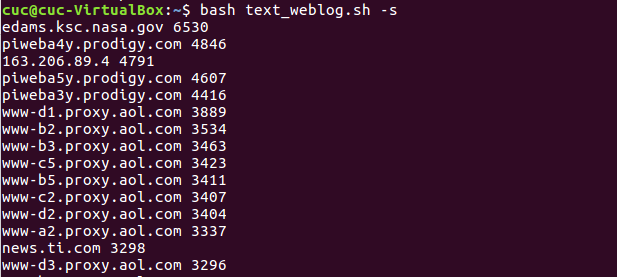 cuc@cuc-VirtualBox:~$ bash text_weblog.sh -s
edams.ksc.nasa.gov 6530
piweba4y.prodigy.com 4846
163.206.89.4 4791
piweba5y.prodigy.com 4607
piweba3y.prodigy.com 4416
www-d1.proxy.aol.com 3889
www-b2.proxy.aol.com 3534
www-b3.proxy.aol.com 3463
www-c5.proxy.aol.com 3423
www-b5.proxy.aol.com 3411
www-c2.proxy.aol.com 3407
www-d2.proxy.aol.com 3404
www-a2.proxy.aol.com 3337
news.ti.com 3298
www-d3.proxy.aol.com 3296